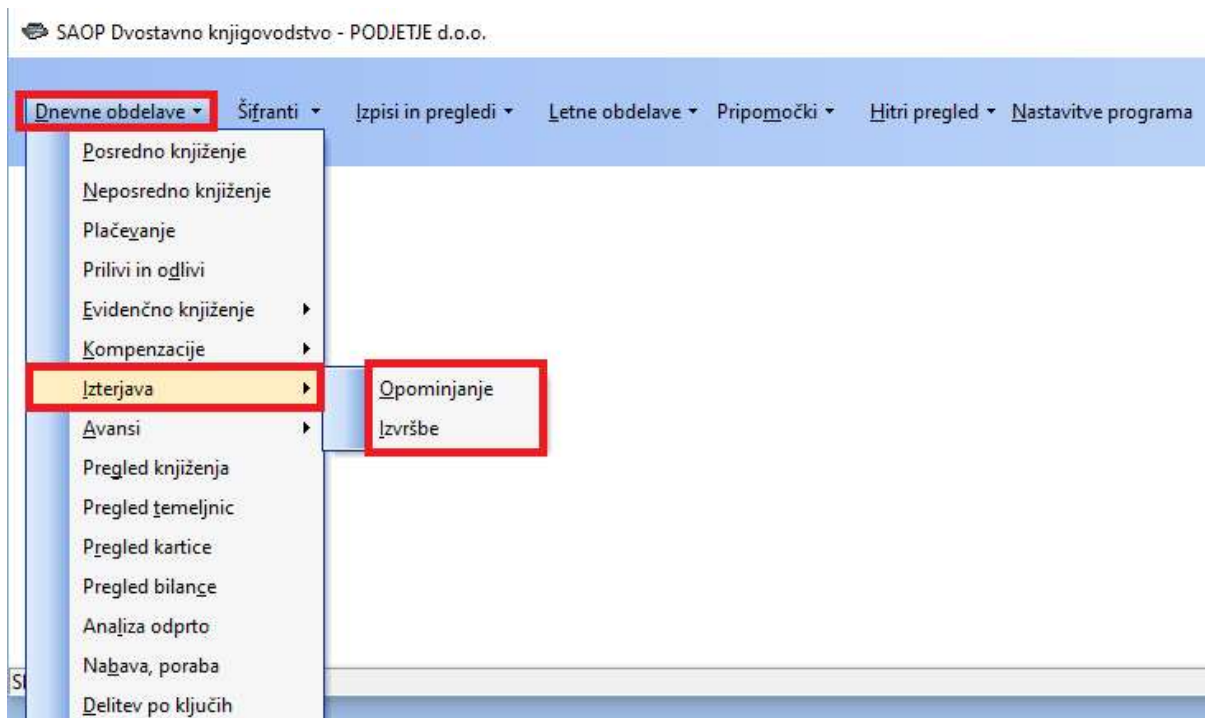 SAOP Dvostavno knjigovodstvo - PODJETJE d.o.o.
Dnevne obdelave Šifranti Izpisi in pregledi Letne obdelave Pripomočki Hitri pregled Nastavitve programa
Posredno knjiženje
Neposredno knjiženje
Plačevanje
Prilivi in odlivi
Evidenčno knjiženje
Kompenzacije
Izterjava
Opominjanje
Avansi
Izvršbe
Pregled knjiženja
Pregled temeljnic
Pregled kartice
Pregled bilance
Analiza odprto
Nabava, poraba
Delitev po ključih